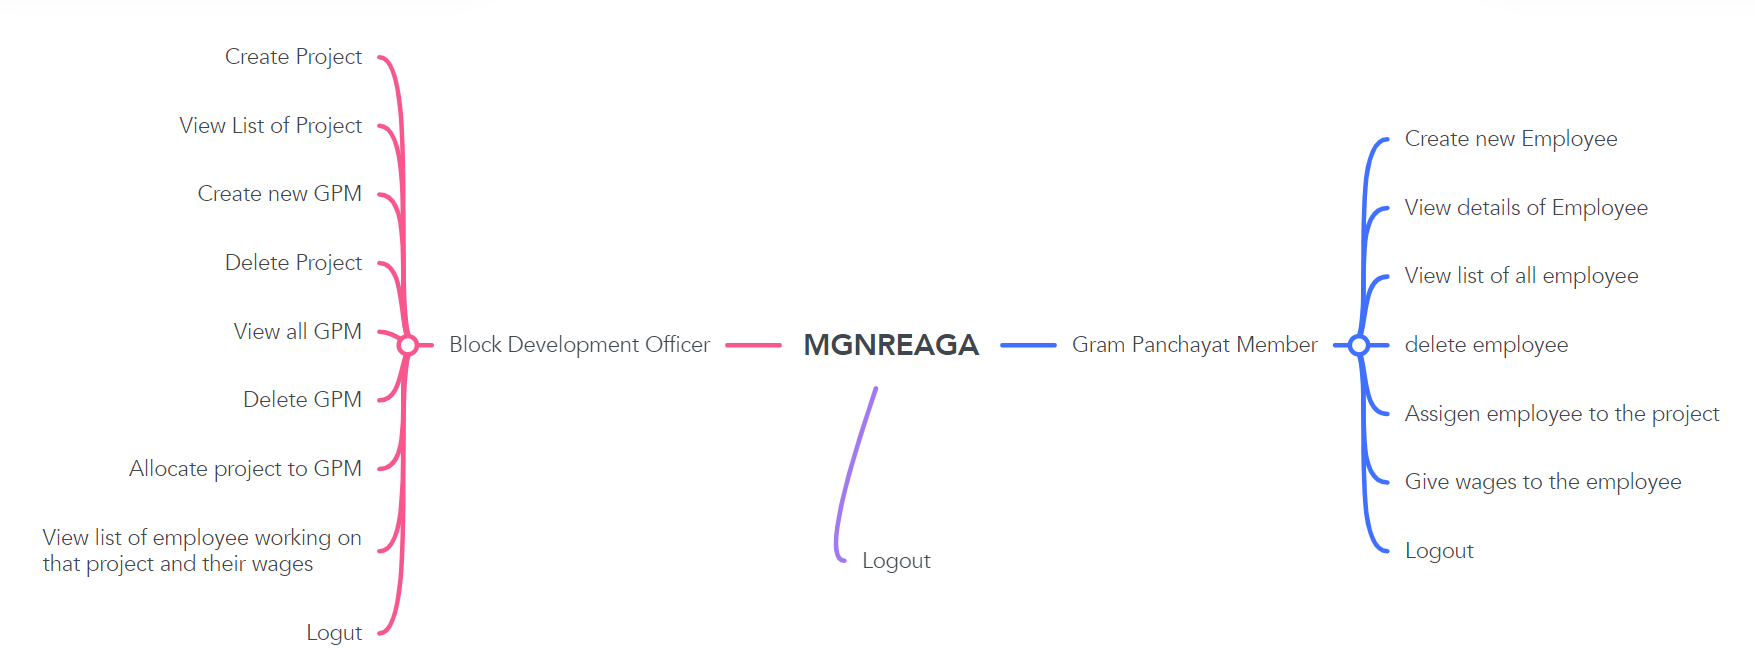 Create Project
View List of Project
Create new GPM
Delete Project
View all GPM
Delete GPM
Allocate project to GPM
View list of employee working on
that project and their wages
Logut
Block Development Officer
MGNREAGA
Logout
Gram Panchayat Member
Create new Employee
View details of Employee
View list of all employee
delete employee
Assigen employee to the project
Give wages to the employee
Logout